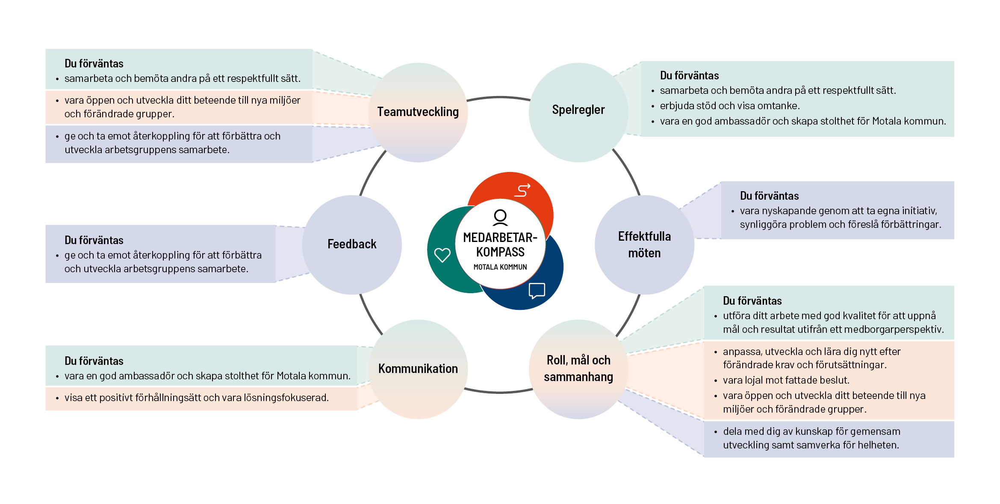 Du förväntas
• samarbeta och bemöta andra på ett respektfullt sätt.
• vara öppen och utveckla ditt beteende till nya miljöer
och förändrade grupper.
• ge och ta emot återkoppling för att förbättra och
utveckla arbetsgruppens samarbete.
Teamutveckling
Spelregler
Du förväntas
• samarbeta och bemöta andra på ett respektfullt sätt.
• erbjuda stöd och visa omtanke.
• vara en god ambassadör och skapa stolthet för Motala kommun.
Du förväntas
• ge och ta emot återkoppling för att förbättra
och utveckla arbetsgruppens samarbete.
Feedback
MEDARBETAR-
KOMPASS
MOTALA KOMMUN
Effektfulla
möten
Du förväntas
• vara nyskapande genom att ta egna initiativ,
synliggöra problem och föreslå förbättringar.
Du förväntas
• vara en god ambassadör och skapa stolthet för Motala kommun.
• visa ett positivt förhållningsätt och vara lösningsfokuserad.
Kommunikation
Roll, mål och
sammanhang
Du förväntas
• utföra ditt arbete med god kvalitet för att uppnå
mål och resultat utifrån ett medborgarperspektiv.
• anpassa, utveckla och lära dig nytt efter
förändrade krav och förutsättningar.
• vara lojal mot fattade beslut.
• vara öppen och utveckla ditt beteende till nya
miljöer och förändrade grupper.
• dela med dig av kunskap för gemensam
utveckling samt samverka för helheten.